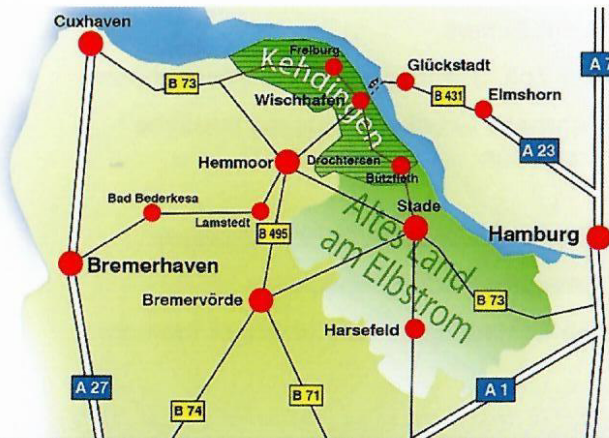 Cuxhaven
A 7
Freiburg
Kehdingen
Glückstadt
B 73
Wischhafen
B 431
Elmshorn
A 23
Hemmoor
Drochtersen
Bützfleth
Bad Bederkesa
Lamstedt
Stade
B 495
Altes Land
am Elbstrom
Hamburg
Bremerhaven
Bremervörde
B 73
Harsefeld
A 27
B 74
B 71
A 1